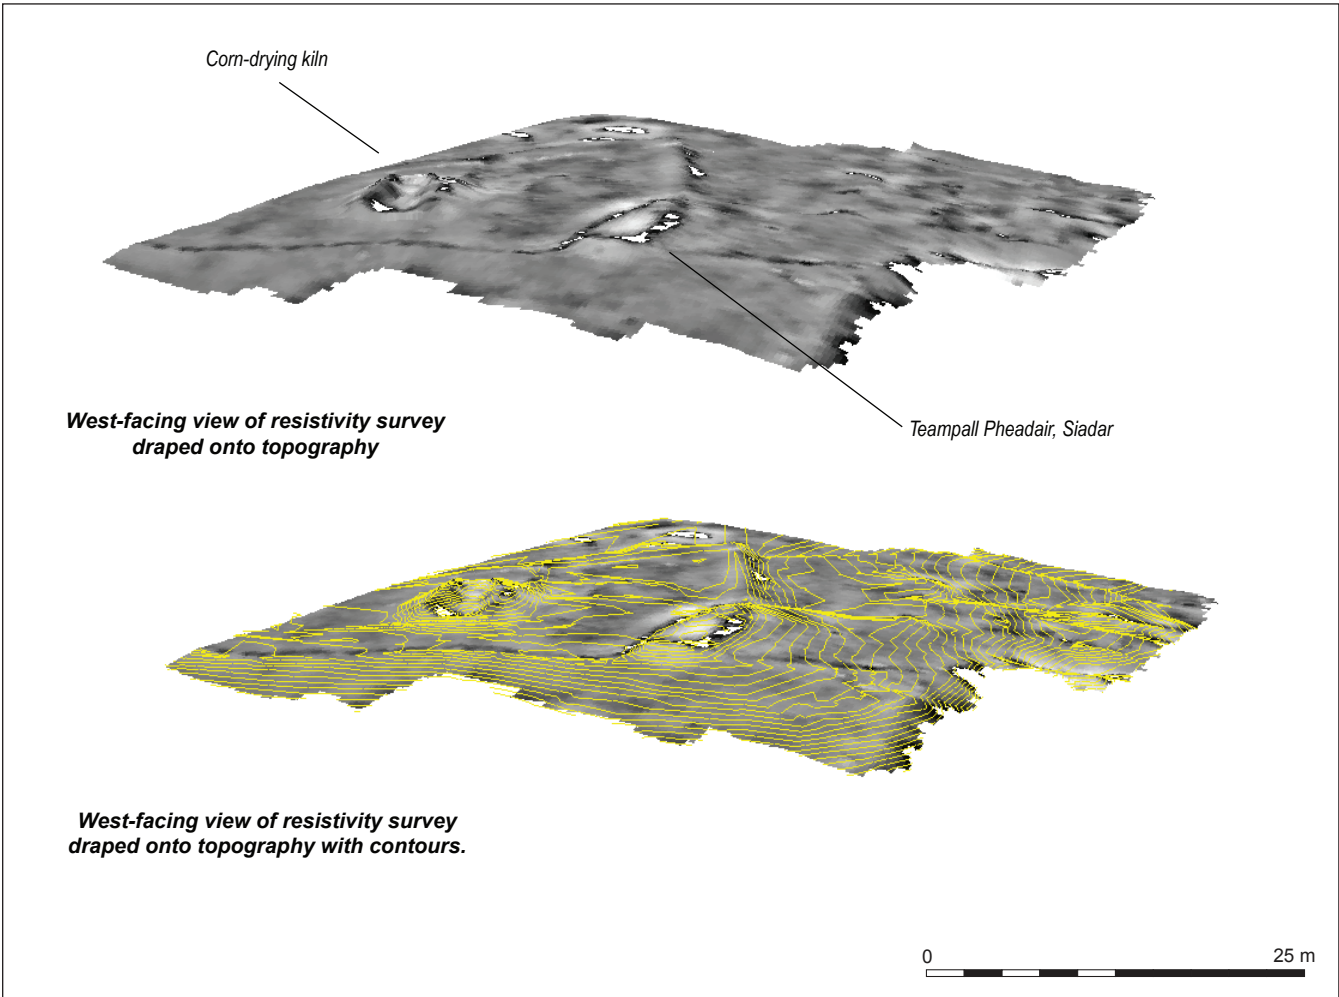 Corn-drying kiln
West-facing view of resistivity survey
draped onto topography
Teampall Pheadair, Siadar
West-facing view of resistivity survey
draped onto topography with contours.
0
25 m